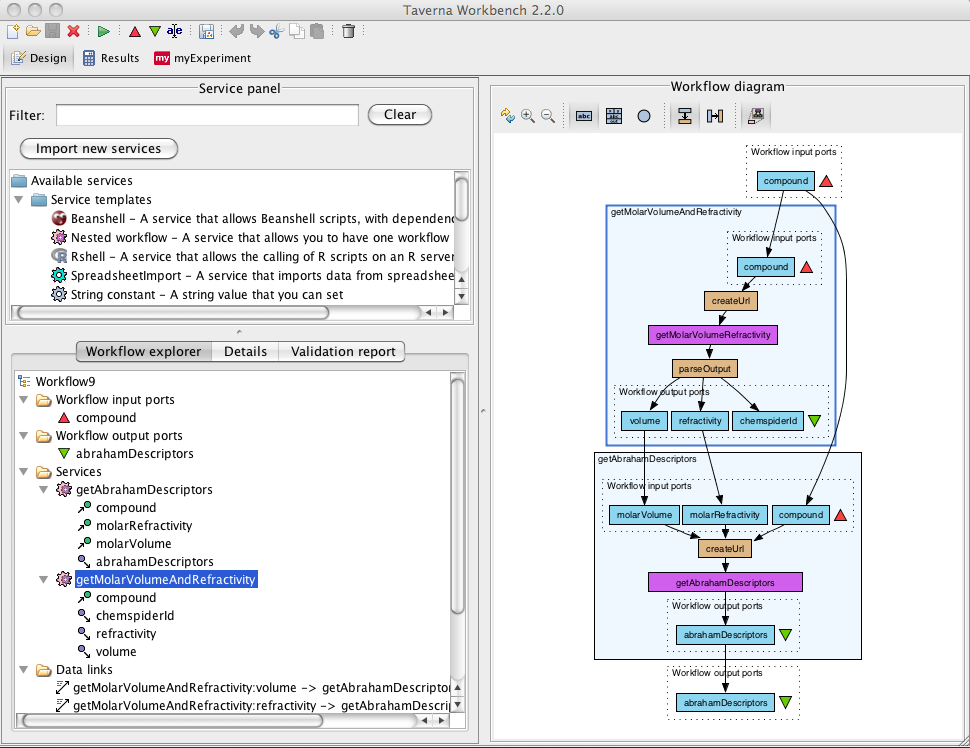 Taverna Workbench 2.2.0
Design
Results
my myExperiment
Service panel
Filter:
Clear
Import new services
Available services
Service templates
Beanshell – A service that allows Beanshell scripts, with dependenc
Nested workflow – A service that allows you to have one workflow
Rshell – A service that allows the calling of R scripts on an R server
SpreadsheetImport – A service that imports data from spreadshee
String constant – A string value that you can set
Workflow explorer
Details
Validation report
Workflow9
Workflow input ports
compound
Workflow output ports
abrahamDescriptors
Services
getAbrahamDescriptors
compound
molarRefractivity
molarVolume
abrahamDescriptors
getMolarVolumeAndRefractivity
compound
chemspiderId
refractivity
volume
Data links
getMolarVolumeAndRefractivity:volume -> getAbrahamDescriptor
getMolarVolumeAndRefractivity:refractivity -> getAbrahamDescr
Workflow diagram
abc
Workflow input ports
compound
getMolarVolumeAndRefractivity
Workflow input ports
compound
createUrl
getMolarVolumeRefractivity
parseOutput
Workflow output ports
volume
refractivity
chemspiderId
getAbrahamDescriptors
Workflow input ports
molarVolume
molarRefractivity
compound
createUrl
getAbrahamDescriptors
Workflow output ports
abrahamDescriptors
Workflow output ports
abrahamDescriptors